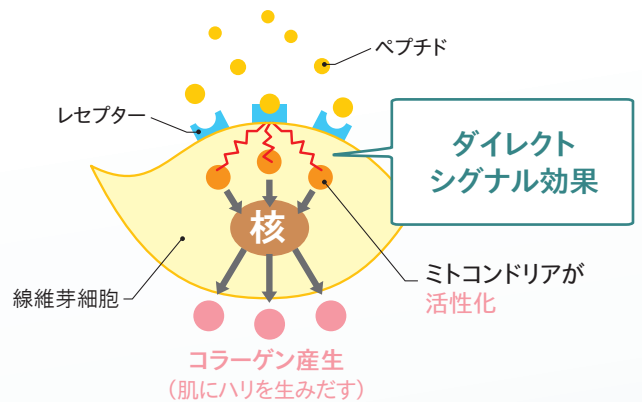 ペプチド
レセプター
ダイレクト
シグナル効果
核
ミトコンドリアが
活性化
線維芽細胞
コラーゲン産生
（肌にハリを生みだす）